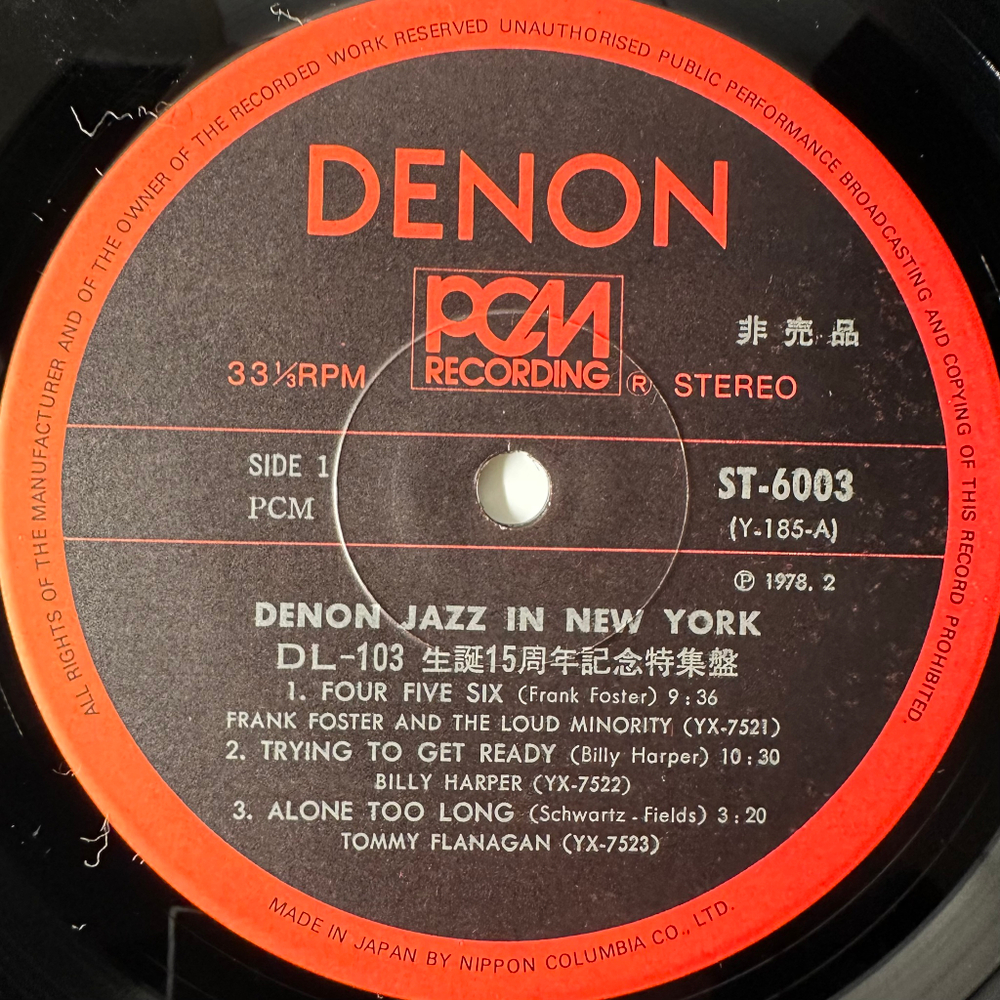 ALL RIGHTS OF THE MANUFACTURER AND OF THE OWNER OF THE RECORDED WORK RESERVED UNAUTHORISED PUBLIC PERFORMANCE BROADCASTING AND COPYING OF THIS RECORD PROHIBITED.
DENON
PCM
RECORDING
非売品
33⅓RPM
® STEREO
SIDE 1
PCM
ST-6003
(Y-185-A)
℗ 1978. 2
DENON JAZZ IN NEW YORK
DL-103 生誕15周年記念特集盤
1. FOUR FIVE SIX (Frank Foster) 9:36
FRANK FOSTER AND THE LOUD MINORITY (YX-7521)
2. TRYING TO GET READY (Billy Harper) 10:30
BILLY HARPER (YX-7522)
3. ALONE TOO LONG (Schwartz - Fields) 3:20
TOMMY FLANAGAN (YX-7523)
MADE IN JAPAN BY NIPPON COLUMBIA CO., LTD.